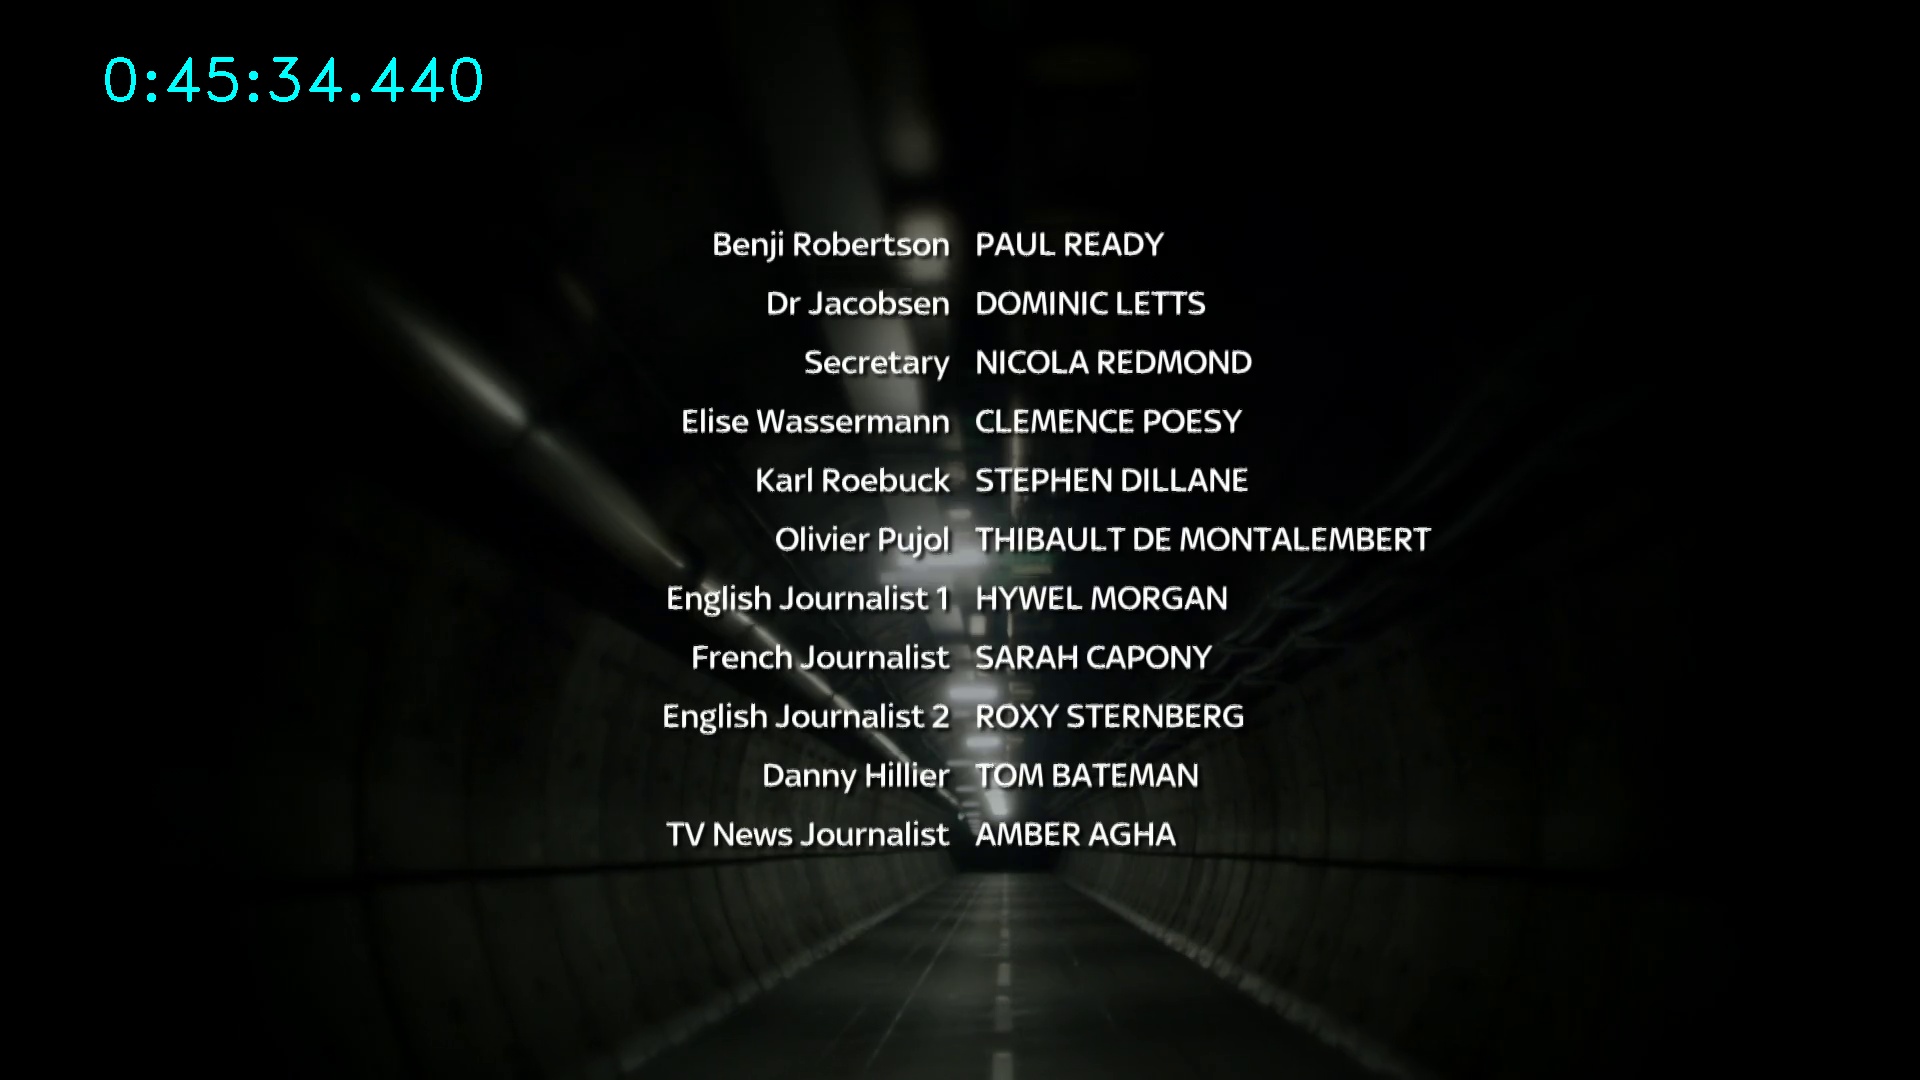 0:45:34.440
Benji Robertson PAUL READY
Dr Jacobsen DOMINIC LETTS
Secretary NICOLA REDMOND
Elise Wassermann CLEMENCE POESY
Karl Roebuck STEPHEN DILLANE
Olivier Pujol THIBAULT DE MONTALEMBERT
English Journalist 1 HYWEL MORGAN
French Journalist SARAH CAPONY
English Journalist 2 ROXY STERNBERG
Danny Hillier TOM BATEMAN
TV News Journalist AMBER AGHA